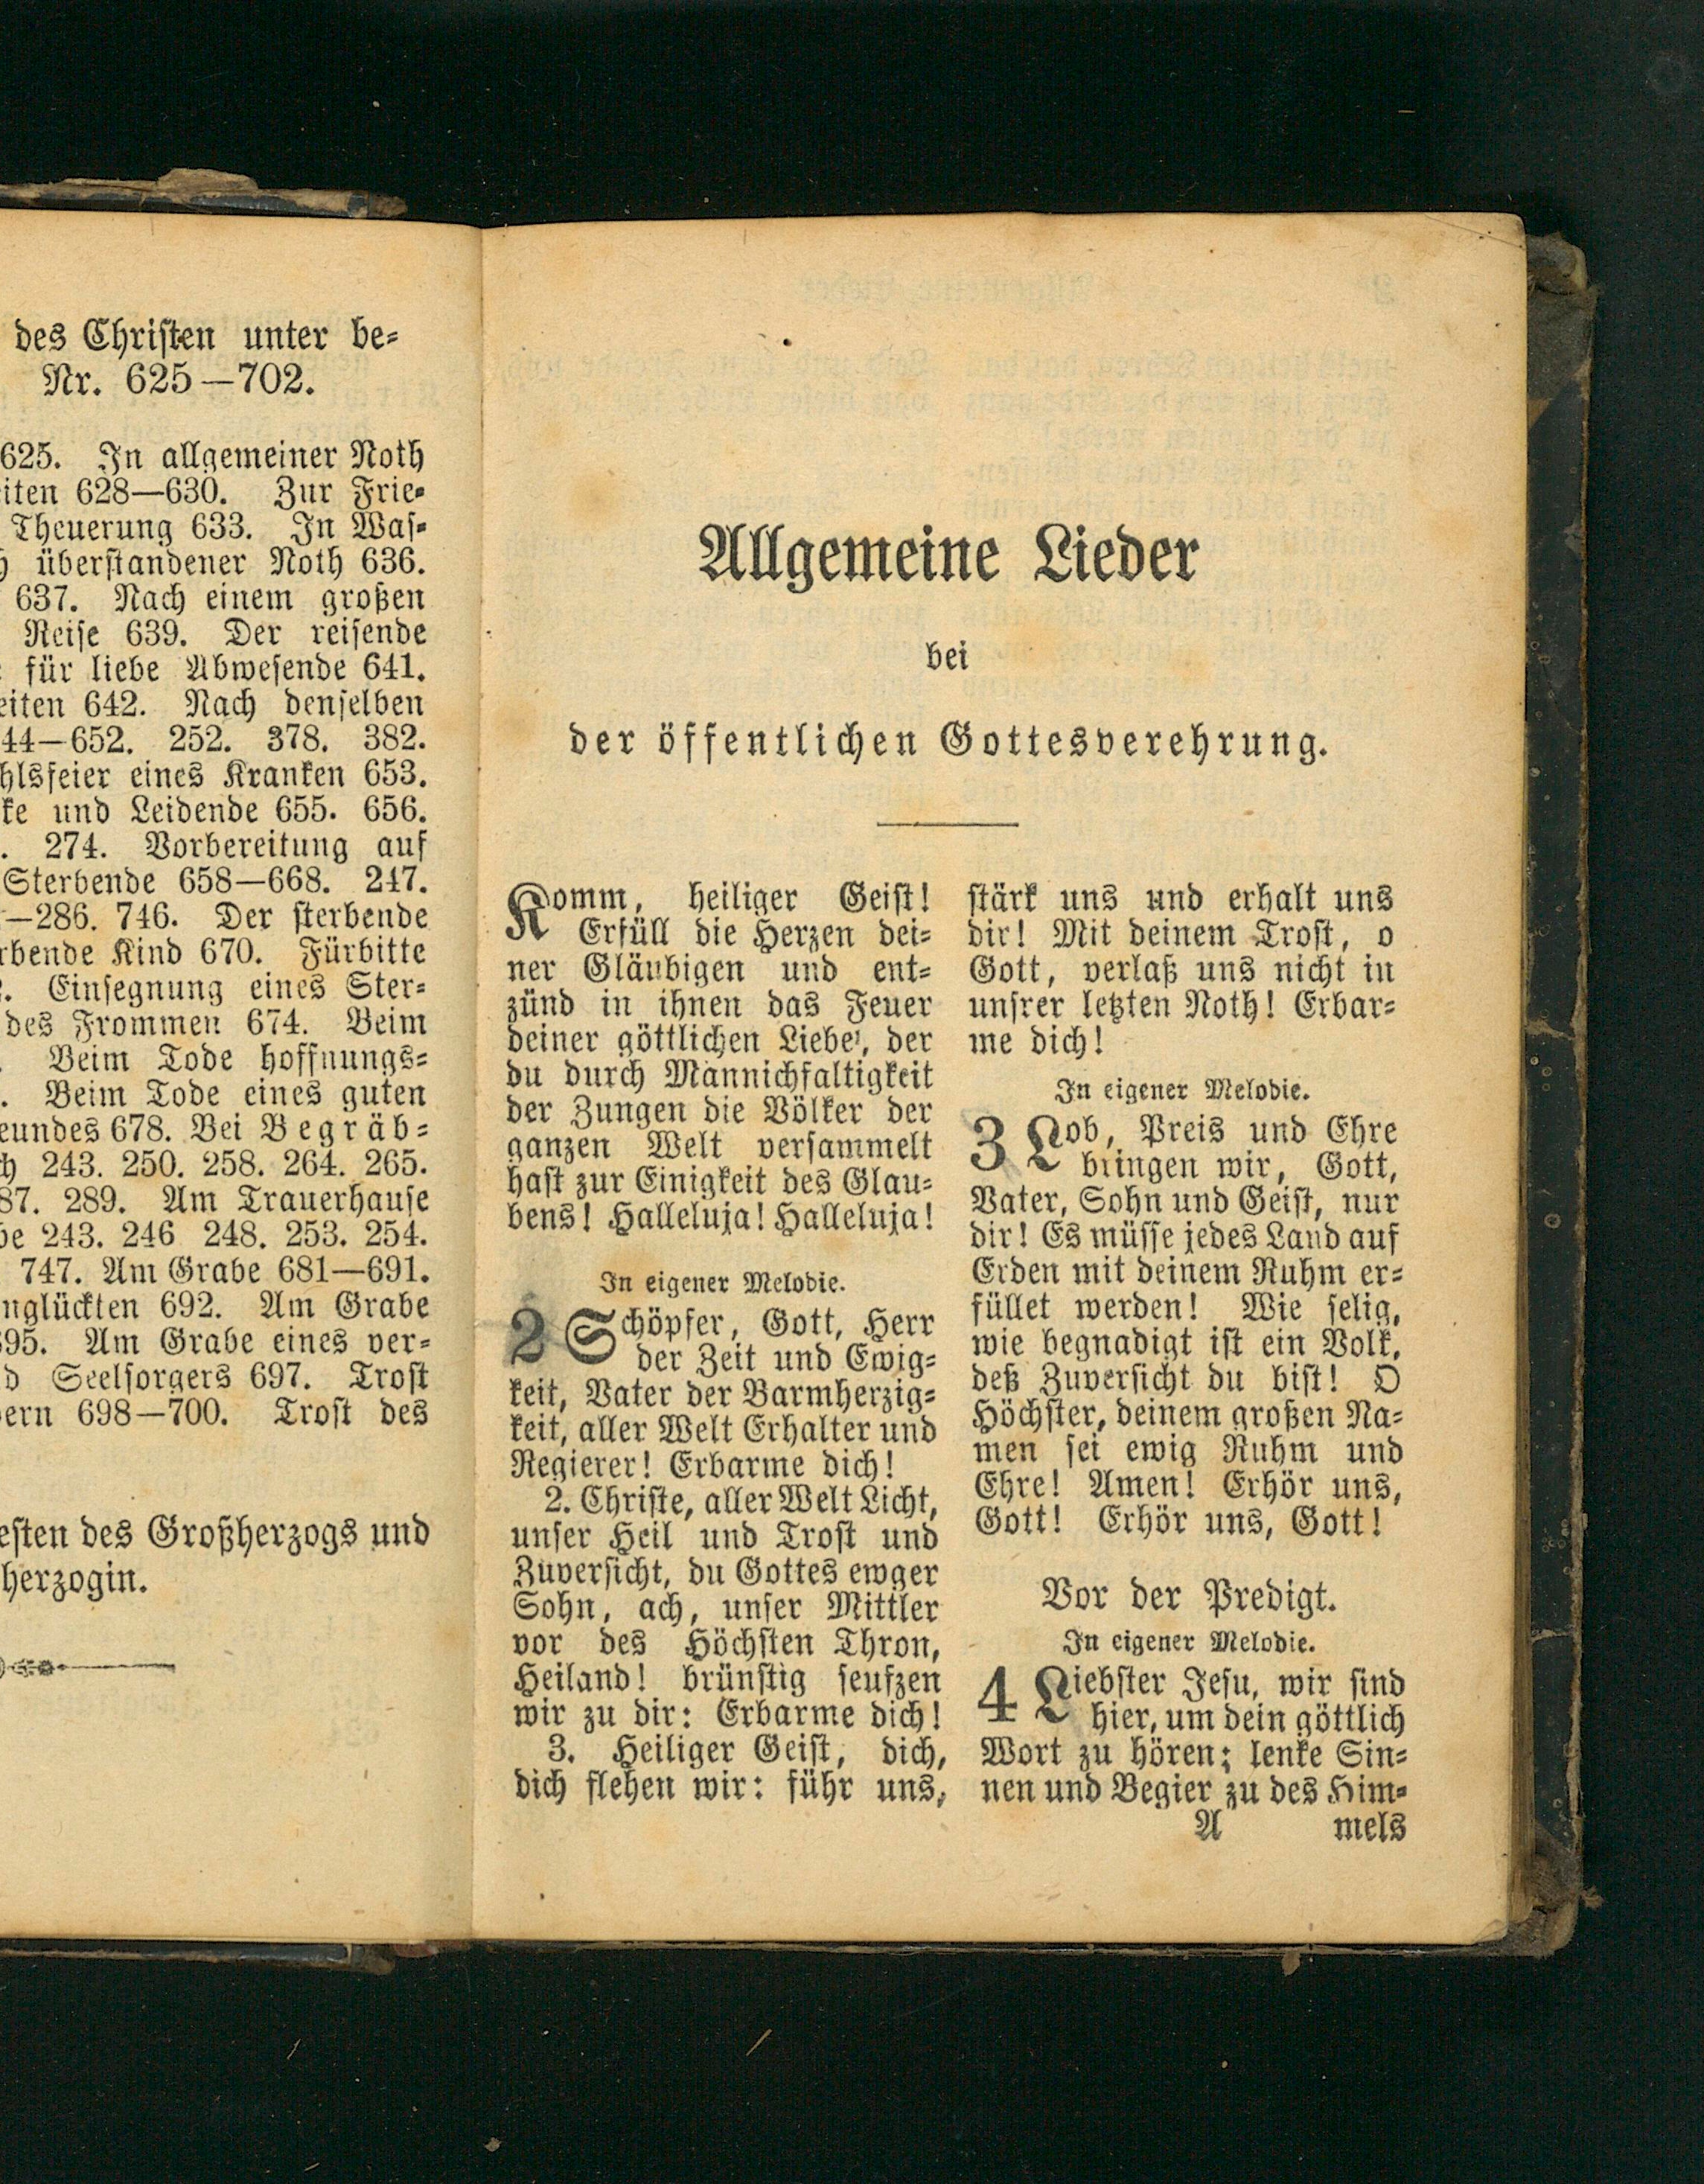 des Christen unter be-
Nr. 625—702.
625. In allgemeiner Noth
628—630. Zur Frie-
Theuerung 633. In Was-
überstandener Noth 636.
637. Nach einem großen
Reise 639. Der reisende
für liebe Abwesende 641.
642. Nach denselben
44—652. 252. 378. 382.
hlsfeier eines Kranken 653.
ke und Leidende 655. 656.
. 274. Vorbereitung auf
Sterbende 658—668. 247.
—286. 746. Der sterbende
rbende Kind 670. Fürbitte
. Einsegnung eines Ster-
des Frommen 674. Beim
. Beim Tode hoffnungs-
. Beim Tode eines guten
eundes 678. Bei Begräb-
ch 243. 250. 258. 264. 265.
87. 289. Am Trauerhause
be 243. 246 248. 253. 254.
747. Am Grabe 681—691.
nglückten 692. Am Grabe
695. Am Grabe eines ver-
d Seelsorgers 697. Trost
ern 698—700. Trost des
esten des Großherzogs und
herzogin.
Allgemeine Lieder
bei
der öffentlichen Gottesverehrung.
Komm, heiliger Geist!
Erfüll die Herzen dei-
ner Gläubigen und ent-
zünd in ihnen das Feuer
deiner göttlichen Liebe, der
du durch Mannichfaltigkeit
der Zungen die Völker der
ganzen Welt versammelt
hast zur Einigkeit des Glau-
bens! Halleluja! Halleluja!
In eigener Melodie.
2 Schöpfer, Gott, Herr
der Zeit und Ewig-
keit, Vater der Barmherzig-
keit, aller Welt Erhalter und
Regierer! Erbarme dich!
2. Christe, aller Welt Licht,
unser Heil und Trost und
Zuversicht, du Gottes ewger
Sohn, ach, unser Mittler
vor des Höchsten Thron,
Heiland! brünstig seufzen
wir zu dir: Erbarme dich!
3. Heiliger Geist, dich,
dich flehen wir: führ uns,
stärk uns und erhalt uns
dir! Mit deinem Trost, o
Gott, verlaß uns nicht in
unsrer letzten Noth! Erbar-
me dich!
In eigener Melodie.
3 Lob, Preis und Ehre
bringen wir, Gott,
Vater, Sohn und Geist, nur
dir! Es müsse jedes Land auf
Erden mit deinem Ruhm er-
füllet werden! Wie selig,
wie begnadigt ist ein Volk,
deß Zuversicht du bist! O
Höchster, deinem großen Na-
men sei ewig Ruhm und
Ehre! Amen! Erhör uns,
Gott! Erhör uns, Gott!
Vor der Predigt.
In eigener Melodie.
4 Liebster Jesu, wir sind
hier, um dein göttlich
Wort zu hören; lenke Sin-
nen und Begier zu des Him-
A mels